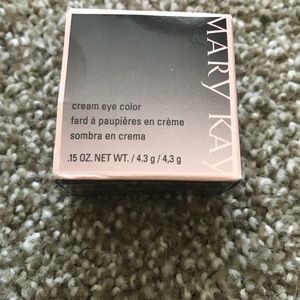 MARY KAY
cream eye color
fard à paupières en crème
sombra en crema
.15 OZ. NET WT. / 4.3 g / 4,3 g